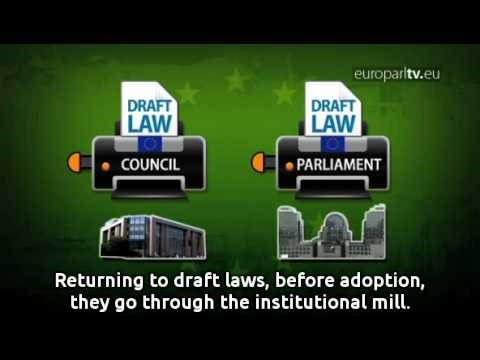 europarltv.eu
DRAFT
LAW
COUNCIL
DRAFT
LAW
PARLIAMENT
Returning to draft laws, before adoption,
they go through the institutional mill.